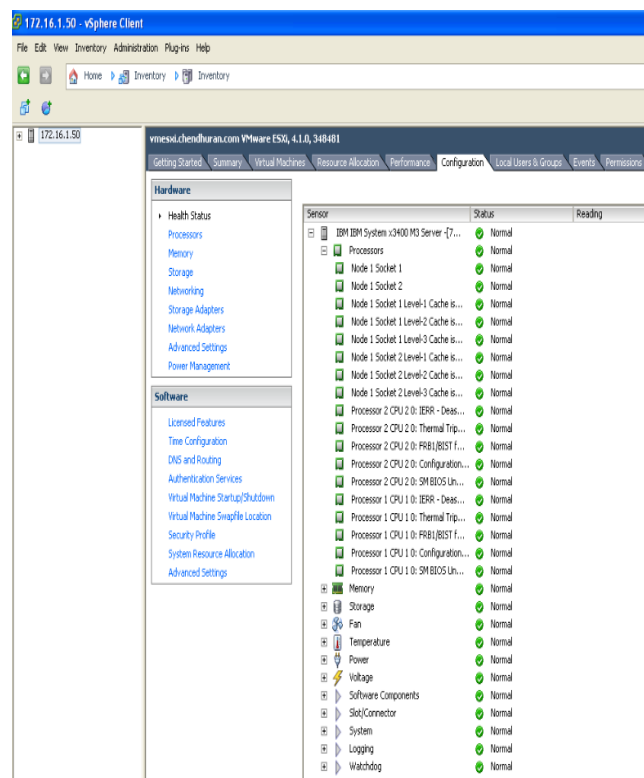 172.16.1.50 - vSphere Client
File Edit View Inventory Administration Plug-ins Help
Home Inventory Inventory
172.16.1.50
vmesxi.chendhuran.com VMware ESXi, 4.1.0, 348481
Getting Started Summary Virtual Machines Resource Allocation Performance Configuration Local Users & Groups Events Permissions
Hardware
Health Status
Processors
Memory
Storage
Networking
Storage Adapters
Network Adapters
Advanced Settings
Power Management
Software
Licensed Features
Time Configuration
DNS and Routing
Authentication Services
Virtual Machine Startup/Shutdown
Virtual Machine Swapfile Location
Security Profile
System Resource Allocation
Advanced Settings
Sensor Status Reading
IBM IBM System x3400 M3 Server -[7... Normal
Processors Normal
Node 1 Socket 1 Normal
Node 1 Socket 2 Normal
Node 1 Socket 1 Level-1 Cache is... Normal
Node 1 Socket 1 Level-2 Cache is... Normal
Node 1 Socket 1 Level-3 Cache is... Normal
Node 1 Socket 2 Level-1 Cache is... Normal
Node 1 Socket 2 Level-2 Cache is... Normal
Node 1 Socket 2 Level-3 Cache is... Normal
Processor 2 CPU 2 0: IERR - Deas... Normal
Processor 2 CPU 2 0: Thermal Trip... Normal
Processor 2 CPU 2 0: FRB1/BIST f... Normal
Processor 2 CPU 2 0: Configuration... Normal
Processor 2 CPU 2 0: SM BIOS Un... Normal
Processor 1 CPU 1 0: IERR - Deas... Normal
Processor 1 CPU 1 0: Thermal Trip... Normal
Processor 1 CPU 1 0: FRB1/BIST f... Normal
Processor 1 CPU 1 0: Configuration... Normal
Processor 1 CPU 1 0: SM BIOS Un... Normal
Memory Normal
Storage Normal
Fan Normal
Temperature Normal
Power Normal
Voltage Normal
Software Components Normal
Slot/Connector Normal
System Normal
Logging Normal
Watchdog Normal